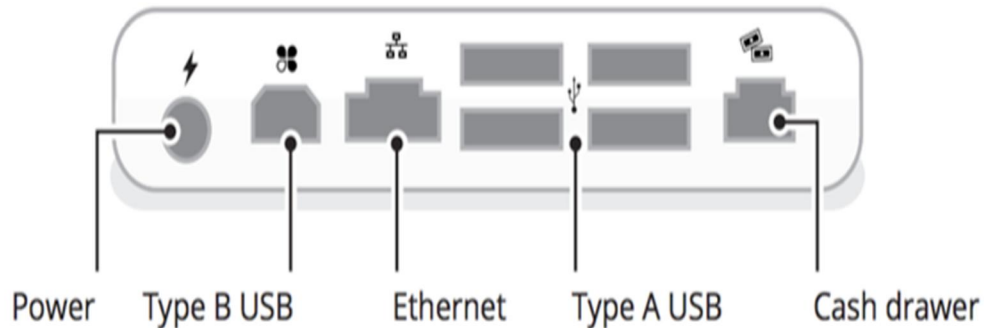 Power
Type B USB
Ethernet
Type A USB
Cash drawer